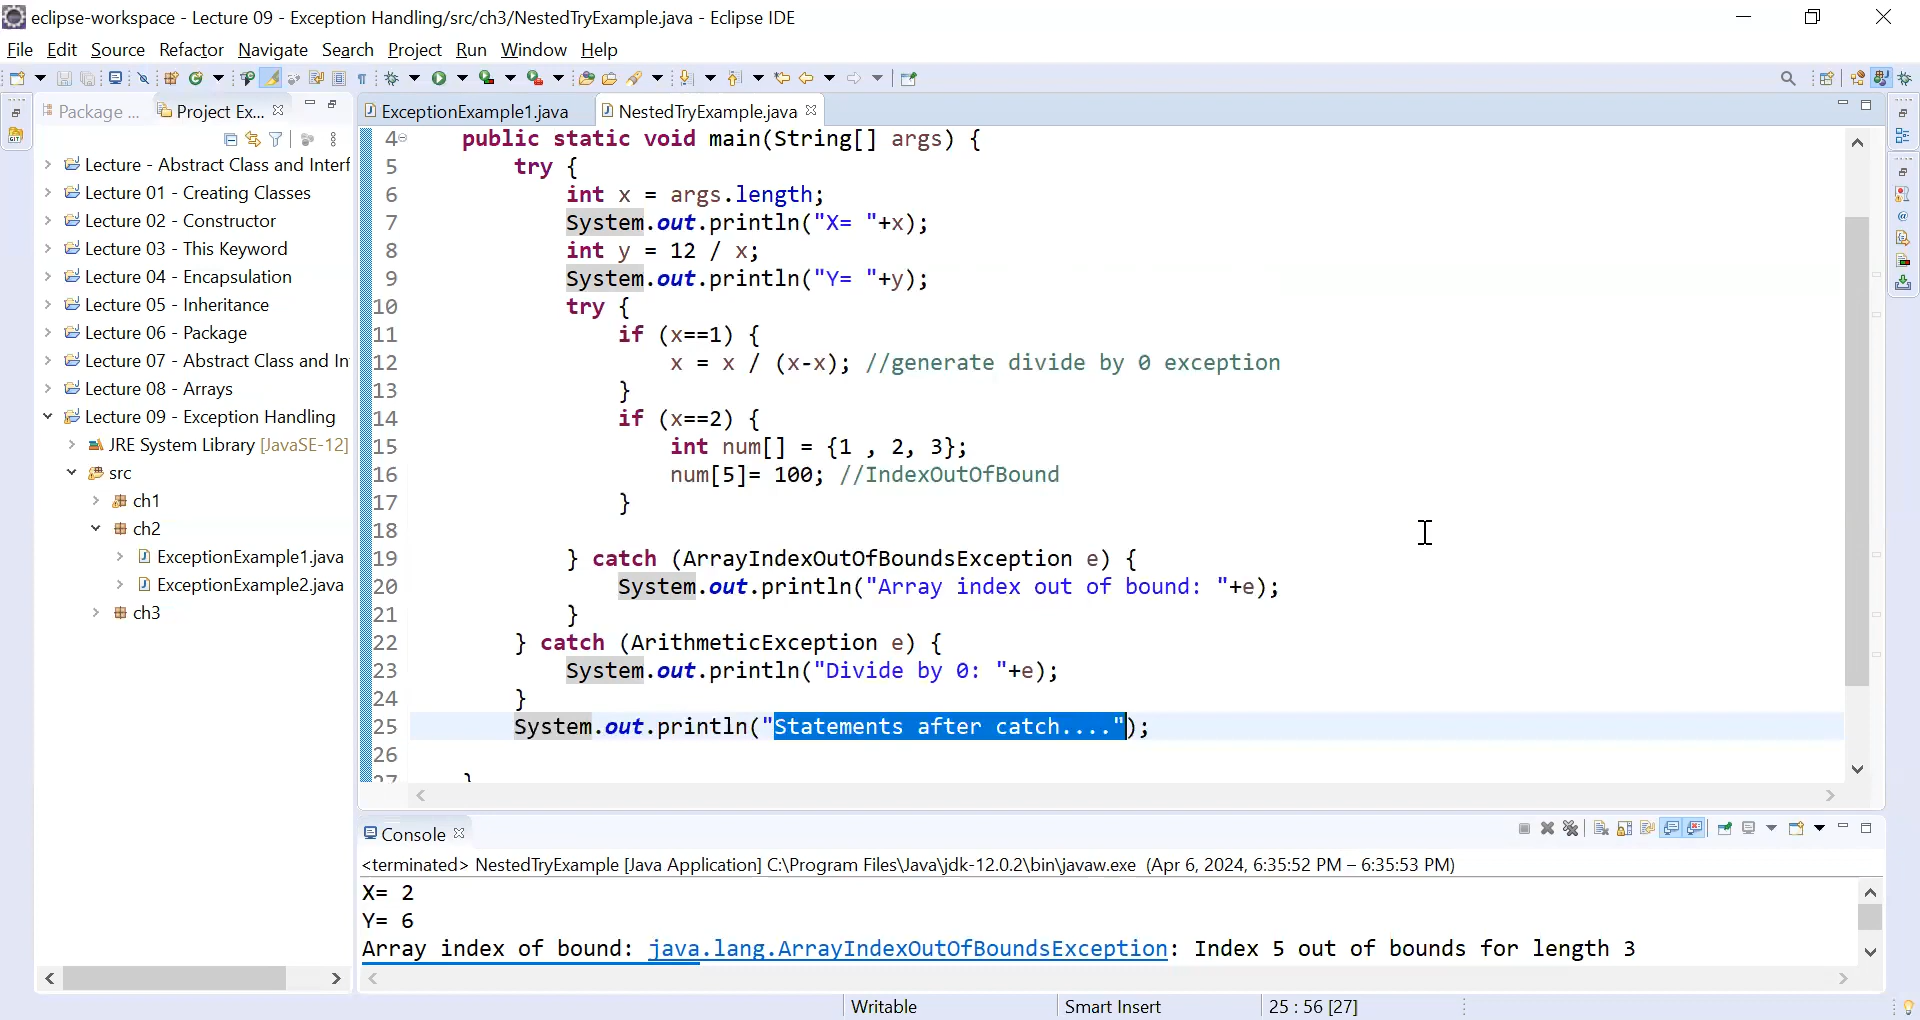 eclipse-workspace - Lecture 09 - Exception Handling/src/ch3/NestedTryExample.java - Eclipse IDE
File Edit Source Refactor Navigate Search Project Run Window Help
Package ... Project Ex...
ExceptionExample1.java NestedTryExample.java
Lecture - Abstract Class and Interf
Lecture 01 - Creating Classes
Lecture 02 - Constructor
Lecture 03 - This Keyword
Lecture 04 - Encapsulation
Lecture 05 - Inheritance
Lecture 06 - Package
Lecture 07 - Abstract Class and In
Lecture 08 - Arrays
Lecture 09 - Exception Handling
JRE System Library [JavaSE-12]
src
ch1
ch2
ExceptionExample1.java
ExceptionExample2.java
ch3
4 public static void main(String[] args) {
5 try {
6 int x = args.length;
7 System.out.println("X= "+x);
8 int y = 12 / x;
9 System.out.println("Y= "+y);
10 try {
11 if (x==1) {
12 x = x / (x-x); //generate divide by 0 exception
13 }
14 if (x==2) {
15 int num[] = {1 , 2, 3};
16 num[5]= 100; //IndexOutOfBound
17 }
18
19 } catch (ArrayIndexOutOfBoundsException e) {
20 System.out.println("Array index out of bound: "+e);
21 }
22 } catch (ArithmeticException e) {
23 System.out.println("Divide by 0: "+e);
24 }
25 System.out.println("Statements after catch....");
26
27 }
Console
<terminated> NestedTryExample [Java Application] C:\Program Files\Java\jdk-12.0.2\bin\javaw.exe (Apr 6, 2024, 6:35:52 PM – 6:35:53 PM)
X= 2
Y= 6
Array index of bound: java.lang.ArrayIndexOutOfBoundsException: Index 5 out of bounds for length 3
Writable Smart Insert 25 : 56 [27]